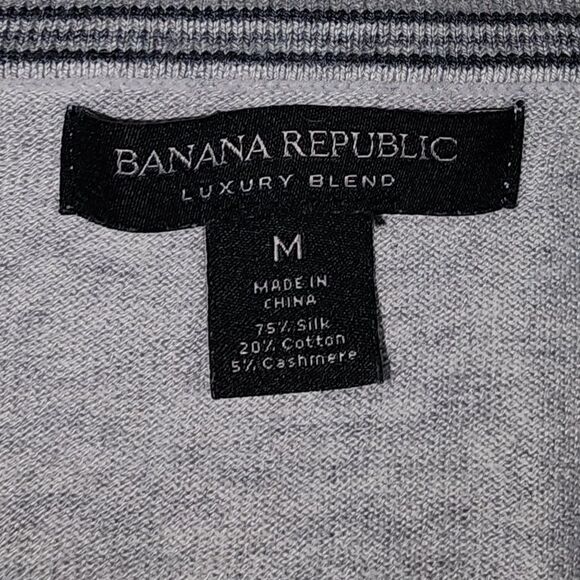 BANANA REPUBLIC
LUXURY BLEND
M
MADE IN
CHINA
75% Silk
20% Cotton
5% Cashmere